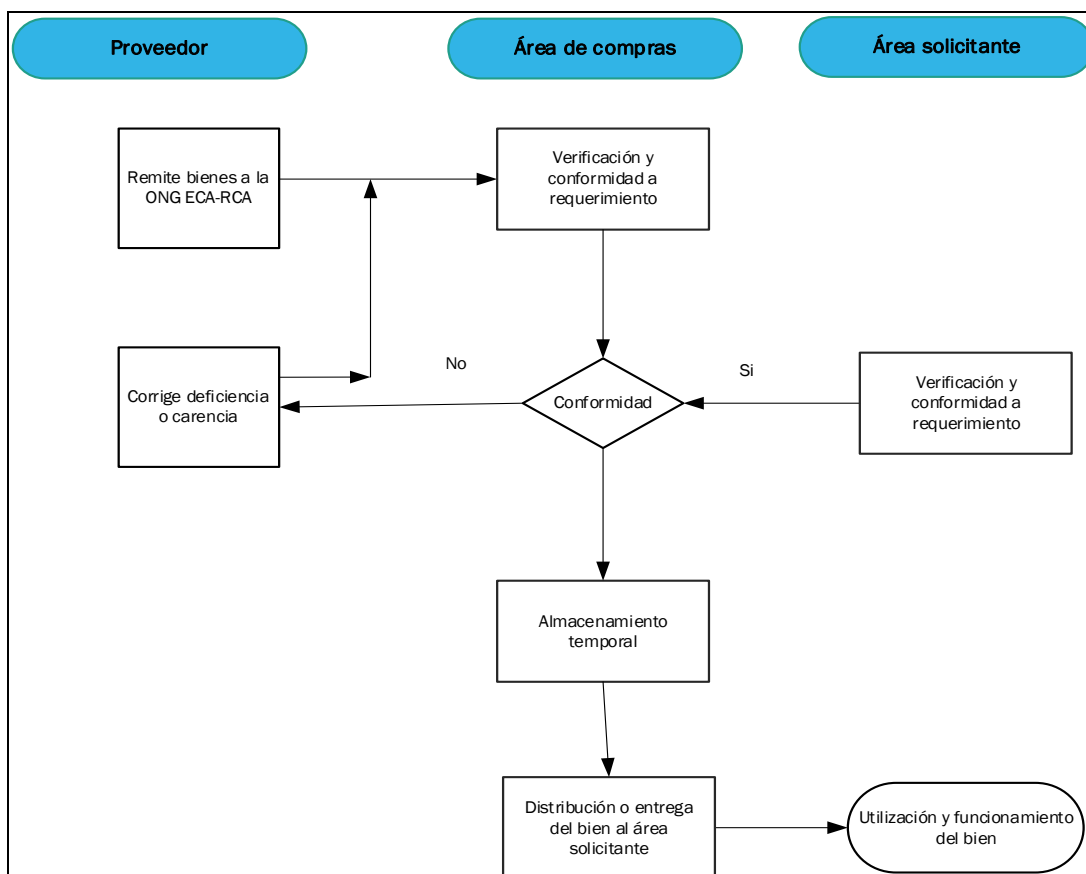 Proveedor
Área de compras
Área solicitante
Remite bienes a la
ONG ECA-RCA
Verificación y
conformidad a
requerimiento
Corrige deficiencia
o carencia
No
Conformidad
Si
Verificación y
conformidad a
requerimiento
Almacenamiento
temporal
Distribución o entrega
del bien al área
solicitante
Utilización y funcionamiento
del bien